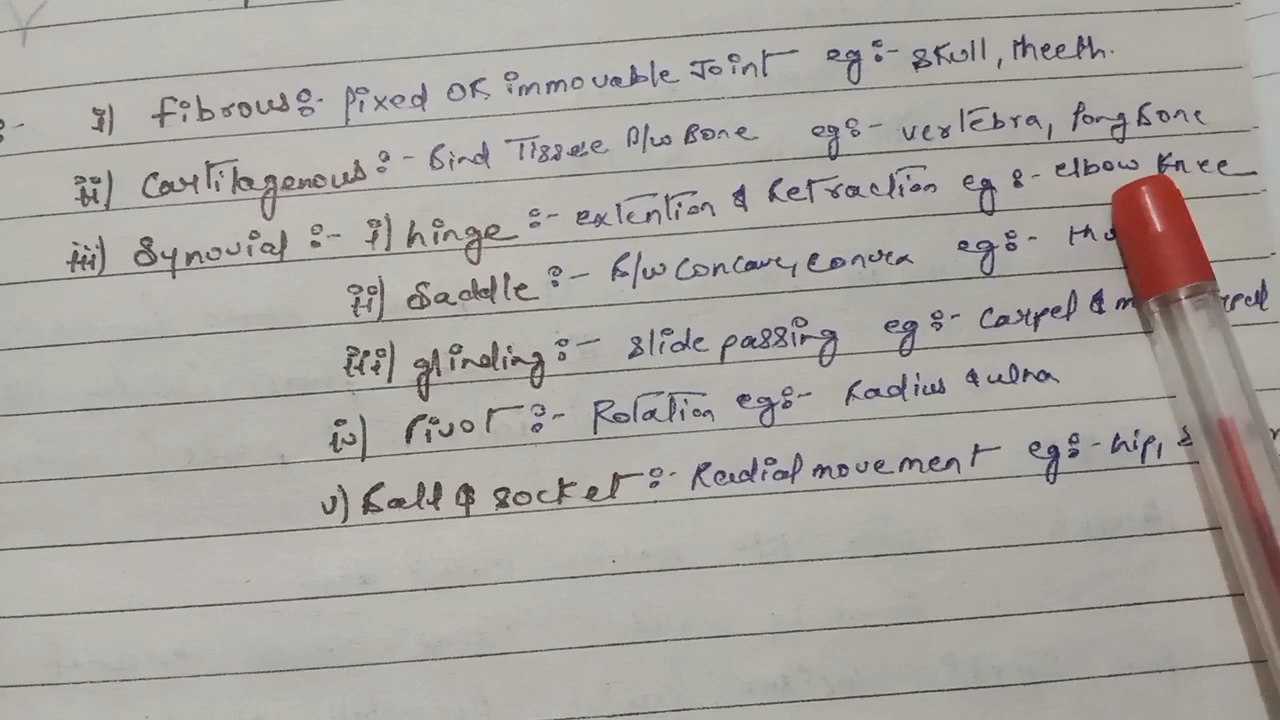 i) fibrous:- fixed OR immovable Joint eg:- skull, theeth.
ii) Cartilagenous:- Bind Tissue B/w Bone eg:- vertebra, long bone
iii) Synovial:- i) hinge:- extention & Retraction eg:- elbow knee
ii) Saddle:- B/w concave, convex eg:-
iii) glinding:- slide passing eg:- Carpel &
iv) Pivot:- Rotation eg:- Radius & ulna
v) Ball & socket:- Radial movement eg:- hip,